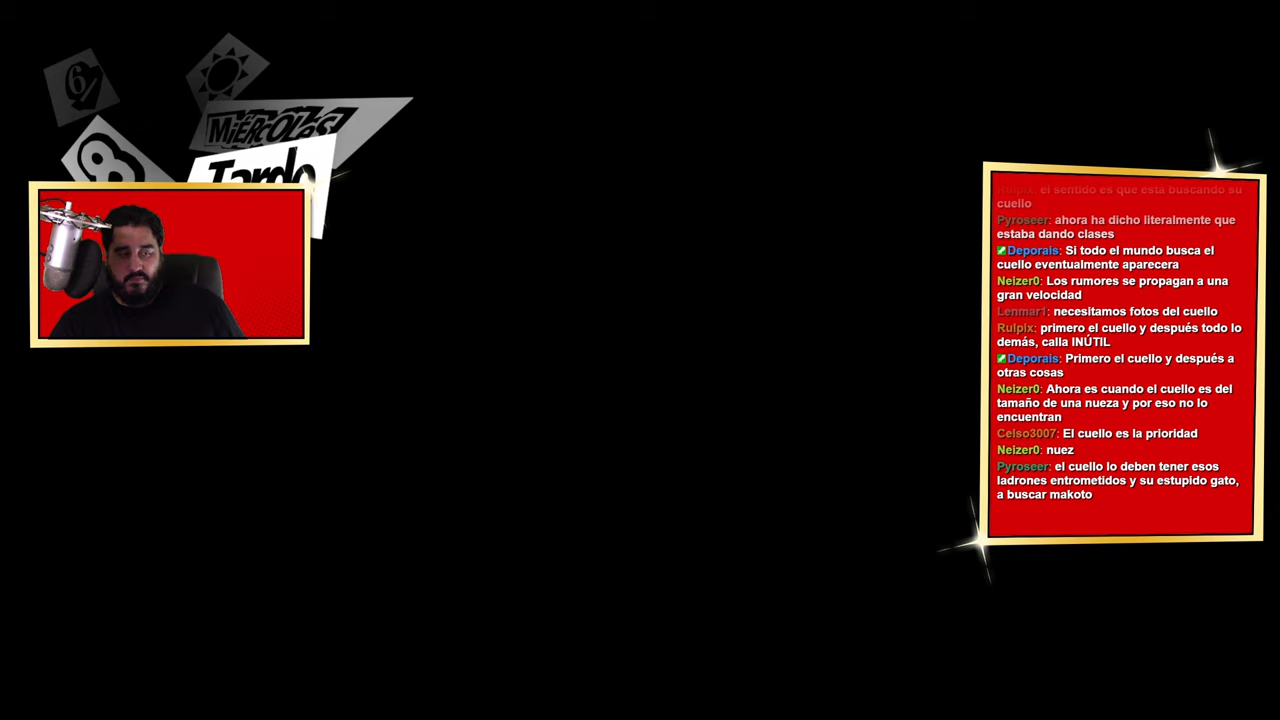 6/
8
MiÉRCOLeS
Tarde
Rulpix: el sentido es que esta buscando su
cuello
Pyroseer: ahora ha dicho literalmente que
estaba dando clases
Deporais: Si todo el mundo busca el
cuello eventualmente aparecera
Neizer0: Los rumores se propagan a una
gran velocidad
Lenmar1: necesitamos fotos del cuello
Rulpix: primero el cuello y después todo lo
demás, calla INÚTIL
Deporais: Primero el cuello y después a
otras cosas
Neizer0: Ahora es cuando el cuello es del
tamaño de una nueza y por eso no lo
encuentran
Celso3007: El cuello es la prioridad
Neizer0: nuez
Pyroseer: el cuello lo deben tener esos
ladrones entrometidos y su estupido gato,
a buscar makoto